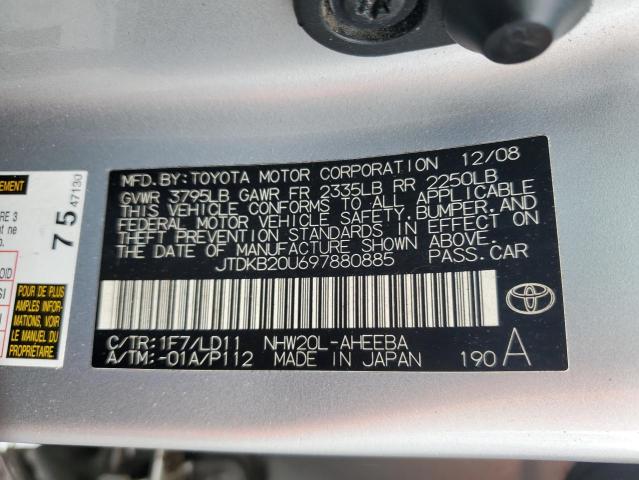 MFD. BY: TOYOTA MOTOR CORPORATION 12/08
GVWR 3795LB GAWR FR 2335LB RR 2250LB
THIS VEHICLE CONFORMS TO ALL APPLICABLE
FEDERAL MOTOR VEHICLE SAFETY, BUMPER, AND
THEFT PREVENTION STANDARDS IN EFFECT ON
THE DATE OF MANUFACTURE SHOWN ABOVE.
JTDKB20U697880885 PASS.CAR
C/TR: 1F7/LD11 NHW20L-AHEEBA
A/TM: -01A/P112 MADE IN JAPAN 190 A
75 47130
POUR DE PLUS
AMPLES INFOR-
MATIONS, VOIR
LE MANUEL DU
PROPRIÉTAIRE.